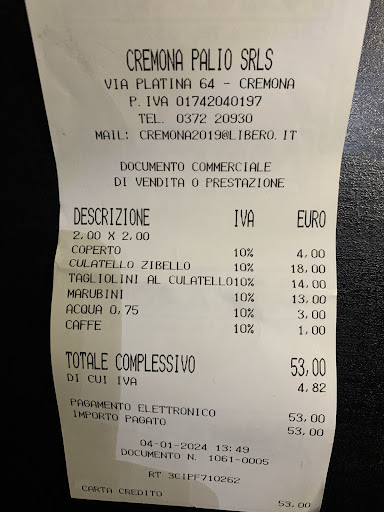 CREMONA PALIO SRLS
VIA PLATINA 64 - CREMONA
P.IVA 01742040197
TEL. 0372 20930
MAIL: CREMONA2019@LIBERO.IT
DOCUMENTO COMMERCIALE
DI VENDITA O PRESTAZIONE
DESCRIZIONE IVA EURO
2,00 X 2,00
COPERTO 10% 4,00
CULATELLO ZIBELLO 10% 18,00
TAGLIOLINI AL CULATELLO10% 14,00
MARUBINI 10% 13,00
ACQUA 0,75 10% 3,00
CAFFE 10% 1,00
TOTALE COMPLESSIVO 53,00
DI CUI IVA 4,82
PAGAMENTO ELETTRONICO 53,00
IMPORTO PAGATO 53,00
04-01-2024 13:49
DOCUMENTO N. 1061-0005
RT 3CIPF710262
CARTA CREDITO 53,00